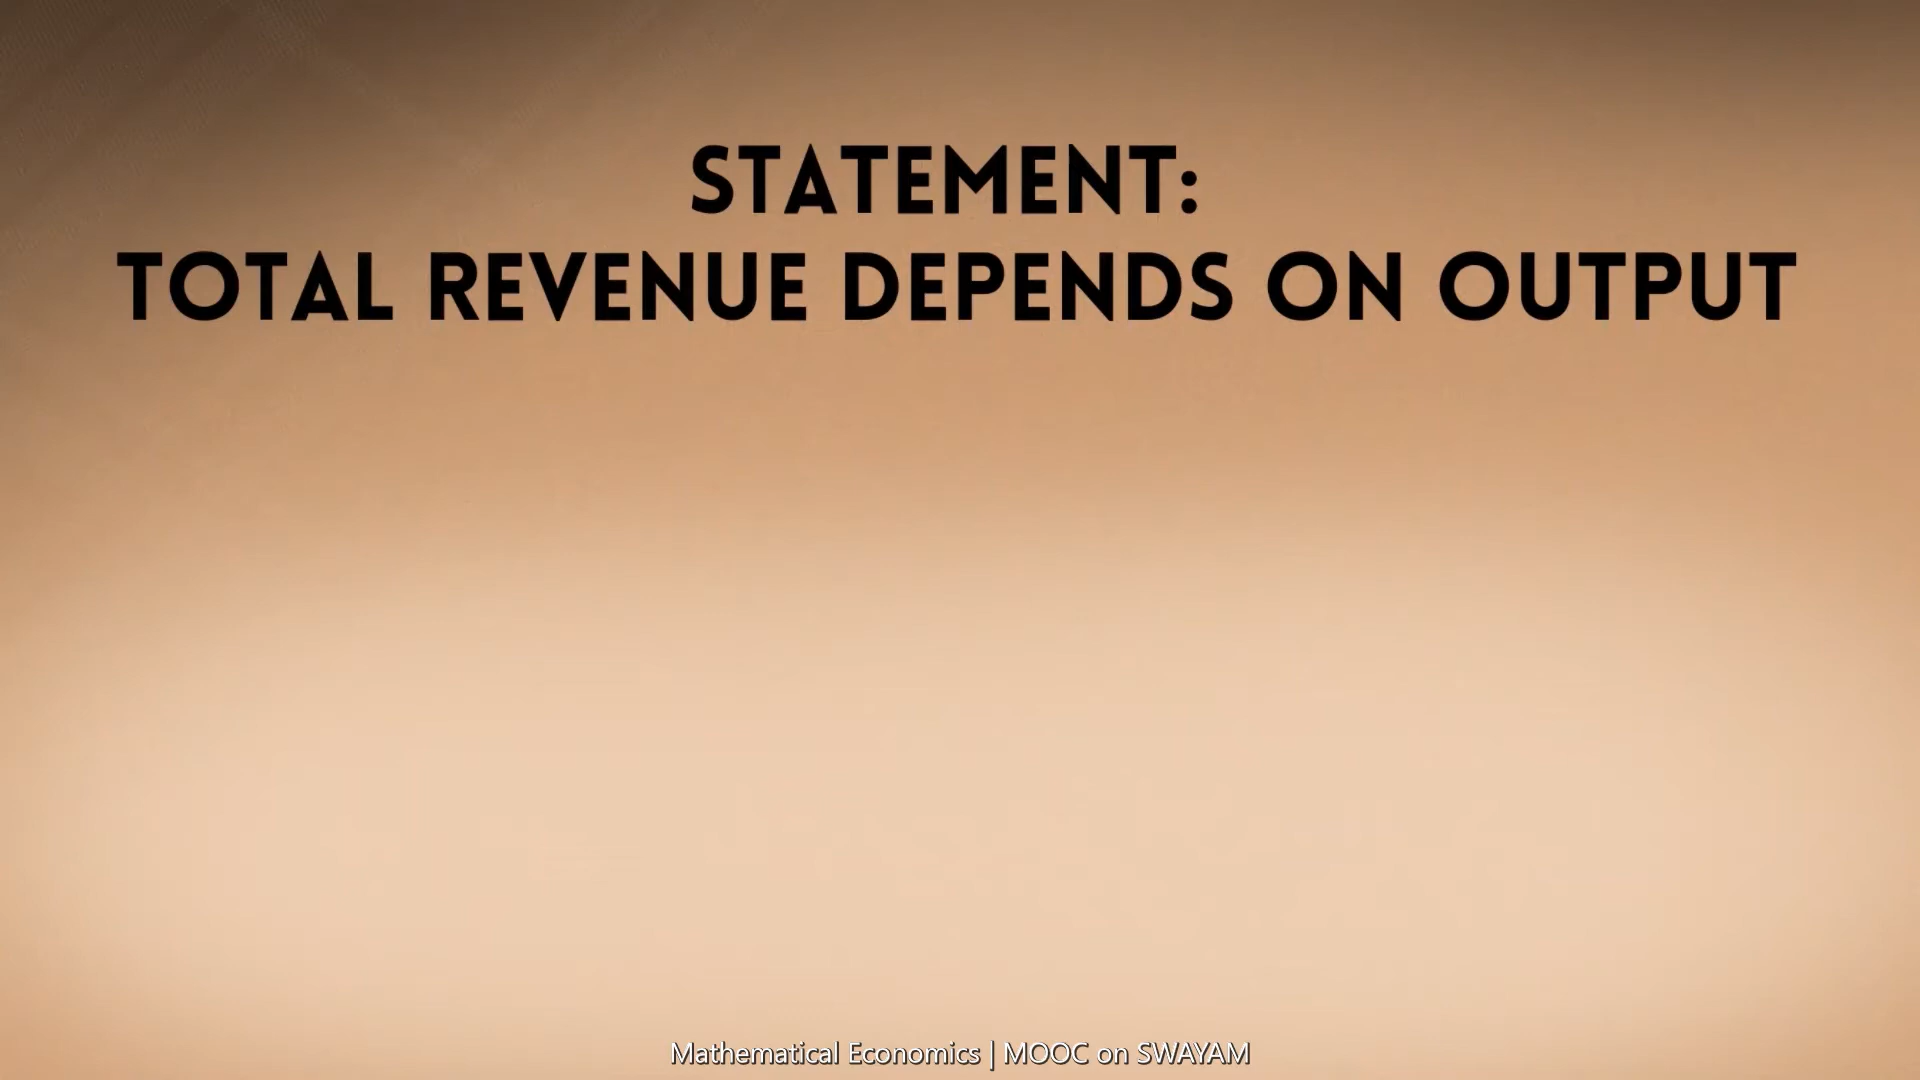 STATEMENT:
TOTAL REVENUE DEPENDS ON OUTPUT
Mathematical Economics | MOOC on SWAYAM